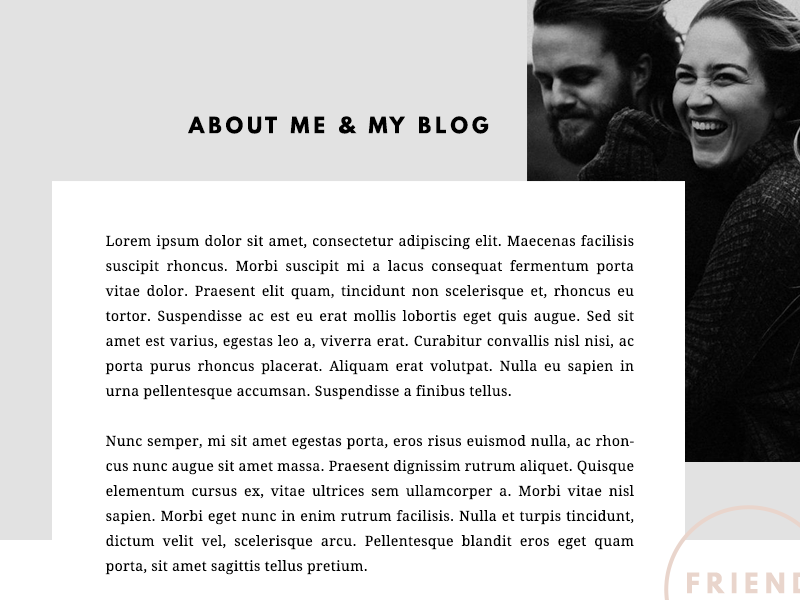 ABOUT ME & MY BLOG
Lorem ipsum dolor sit amet, consectetur adipiscing elit. Maecenas facilisis
suscipit rhoncus. Morbi suscipit mi a lacus consequat fermentum porta
vitae dolor. Praesent elit quam, tincidunt non scelerisque et, rhoncus eu
tortor. Suspendisse ac est eu erat mollis lobortis eget quis augue. Sed sit
amet est varius, egestas leo a, viverra erat. Curabitur convallis nisl nisi, ac
porta purus rhoncus placerat. Aliquam erat volutpat. Nulla eu sapien in
urna pellentesque accumsan. Suspendisse a finibus tellus.
Nunc semper, mi sit amet egestas porta, eros risus euismod nulla, ac rhon-
cus nunc augue sit amet massa. Praesent dignissim rutrum aliquet. Quisque
elementum cursus ex, vitae ultrices sem ullamcorper a. Morbi vitae nisl
sapien. Morbi eget nunc in enim rutrum facilisis. Nulla et turpis tincidunt,
dictum velit vel, scelerisque arcu. Pellentesque blandit eros eget quam
porta, sit amet sagittis tellus pretium.